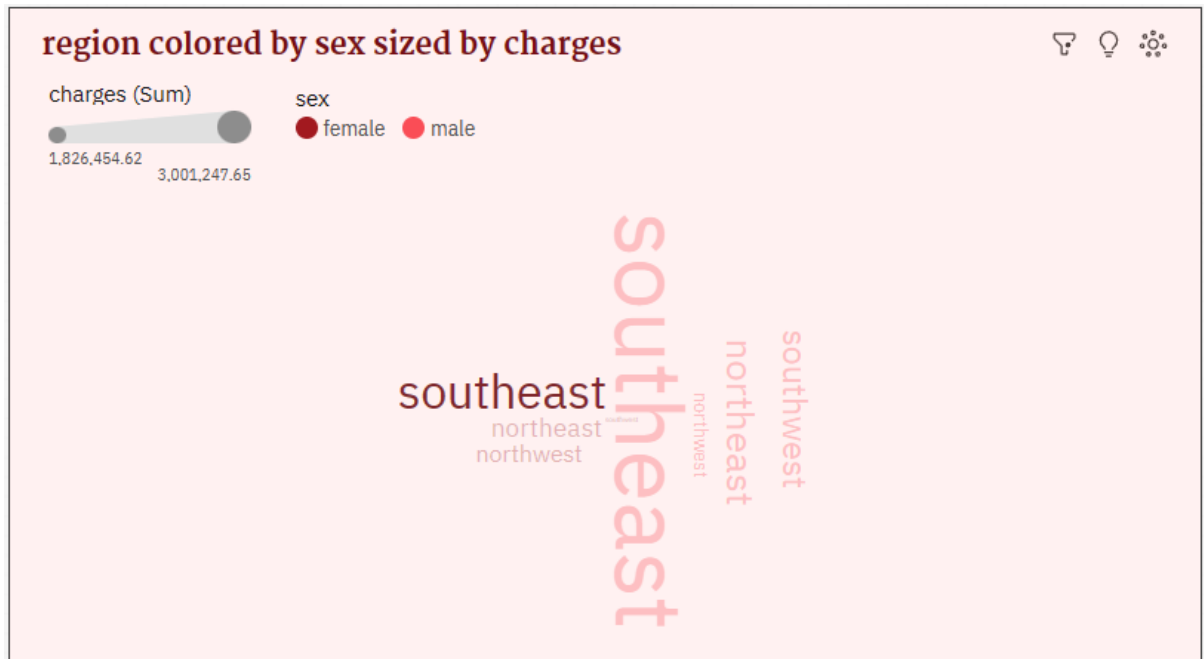 region colored by sex sized by charges
charges (Sum)
1,826,454.62
3,001,247.65
sex
female
male
southeast
southeast
northeast
northwest
northwest
northeast
southwest